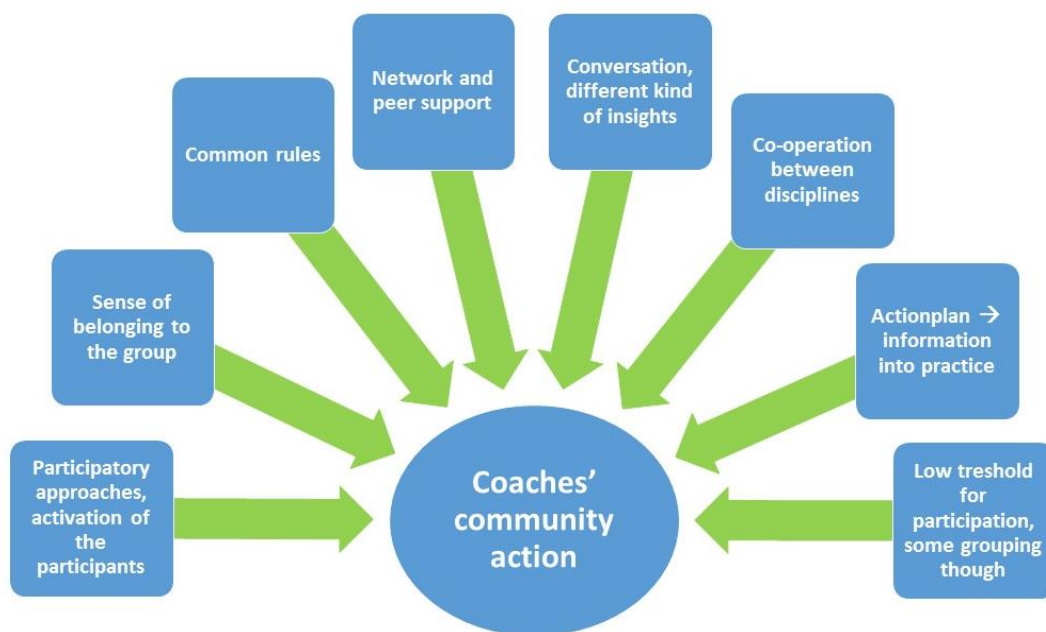 Participatory
approaches,
activation of
the
participants
Sense of
belonging to
the group
Common rules
Network and
peer support
Conversation,
different kind
of insights
Co-operation
between
disciplines
Actionplan →
information
into practice
Low treshold
for
participation,
some grouping
though
Coaches’
community
action